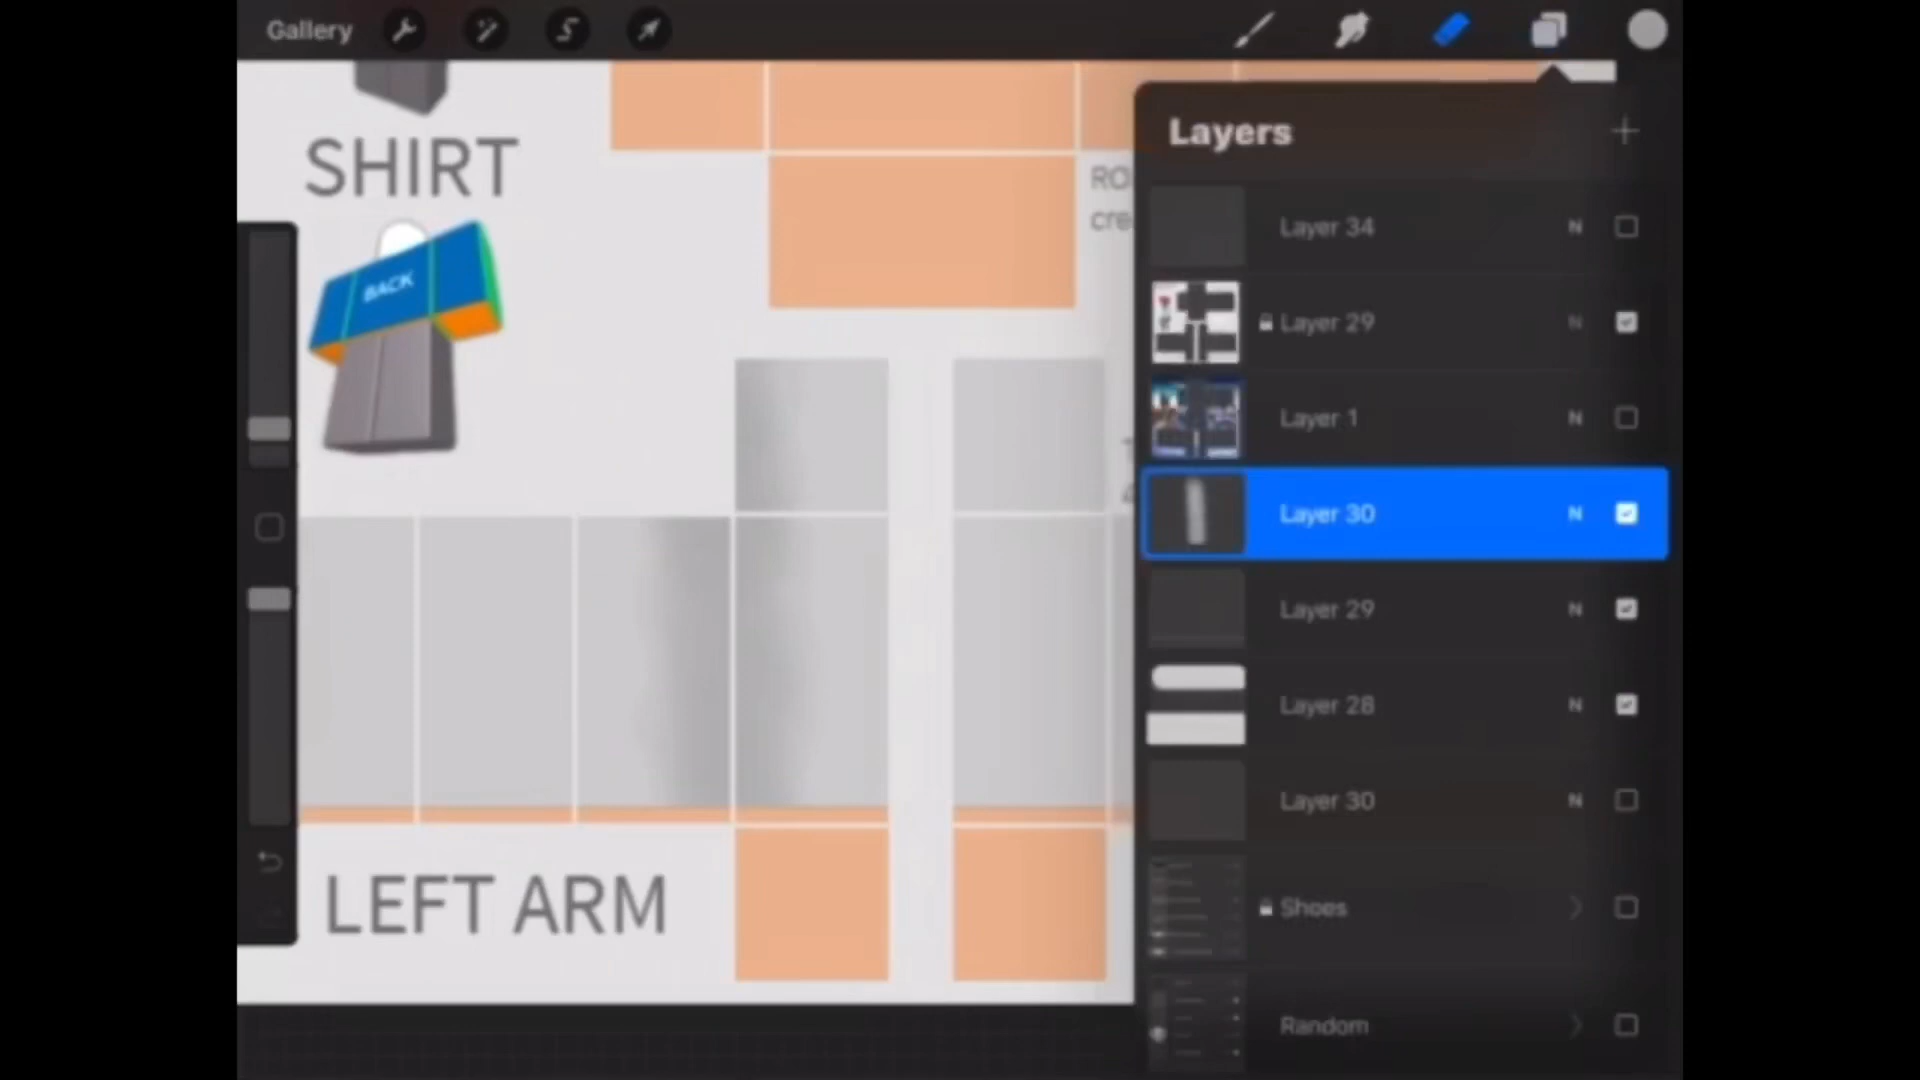 Gallery
SHIRT
BACK
RO
cre
LEFT ARM
Layers
Layer 34 N
Layer 29 N
Layer 1 N
Layer 30 N
Layer 29 N
Layer 28 N
Layer 30 N
Shoes
Random